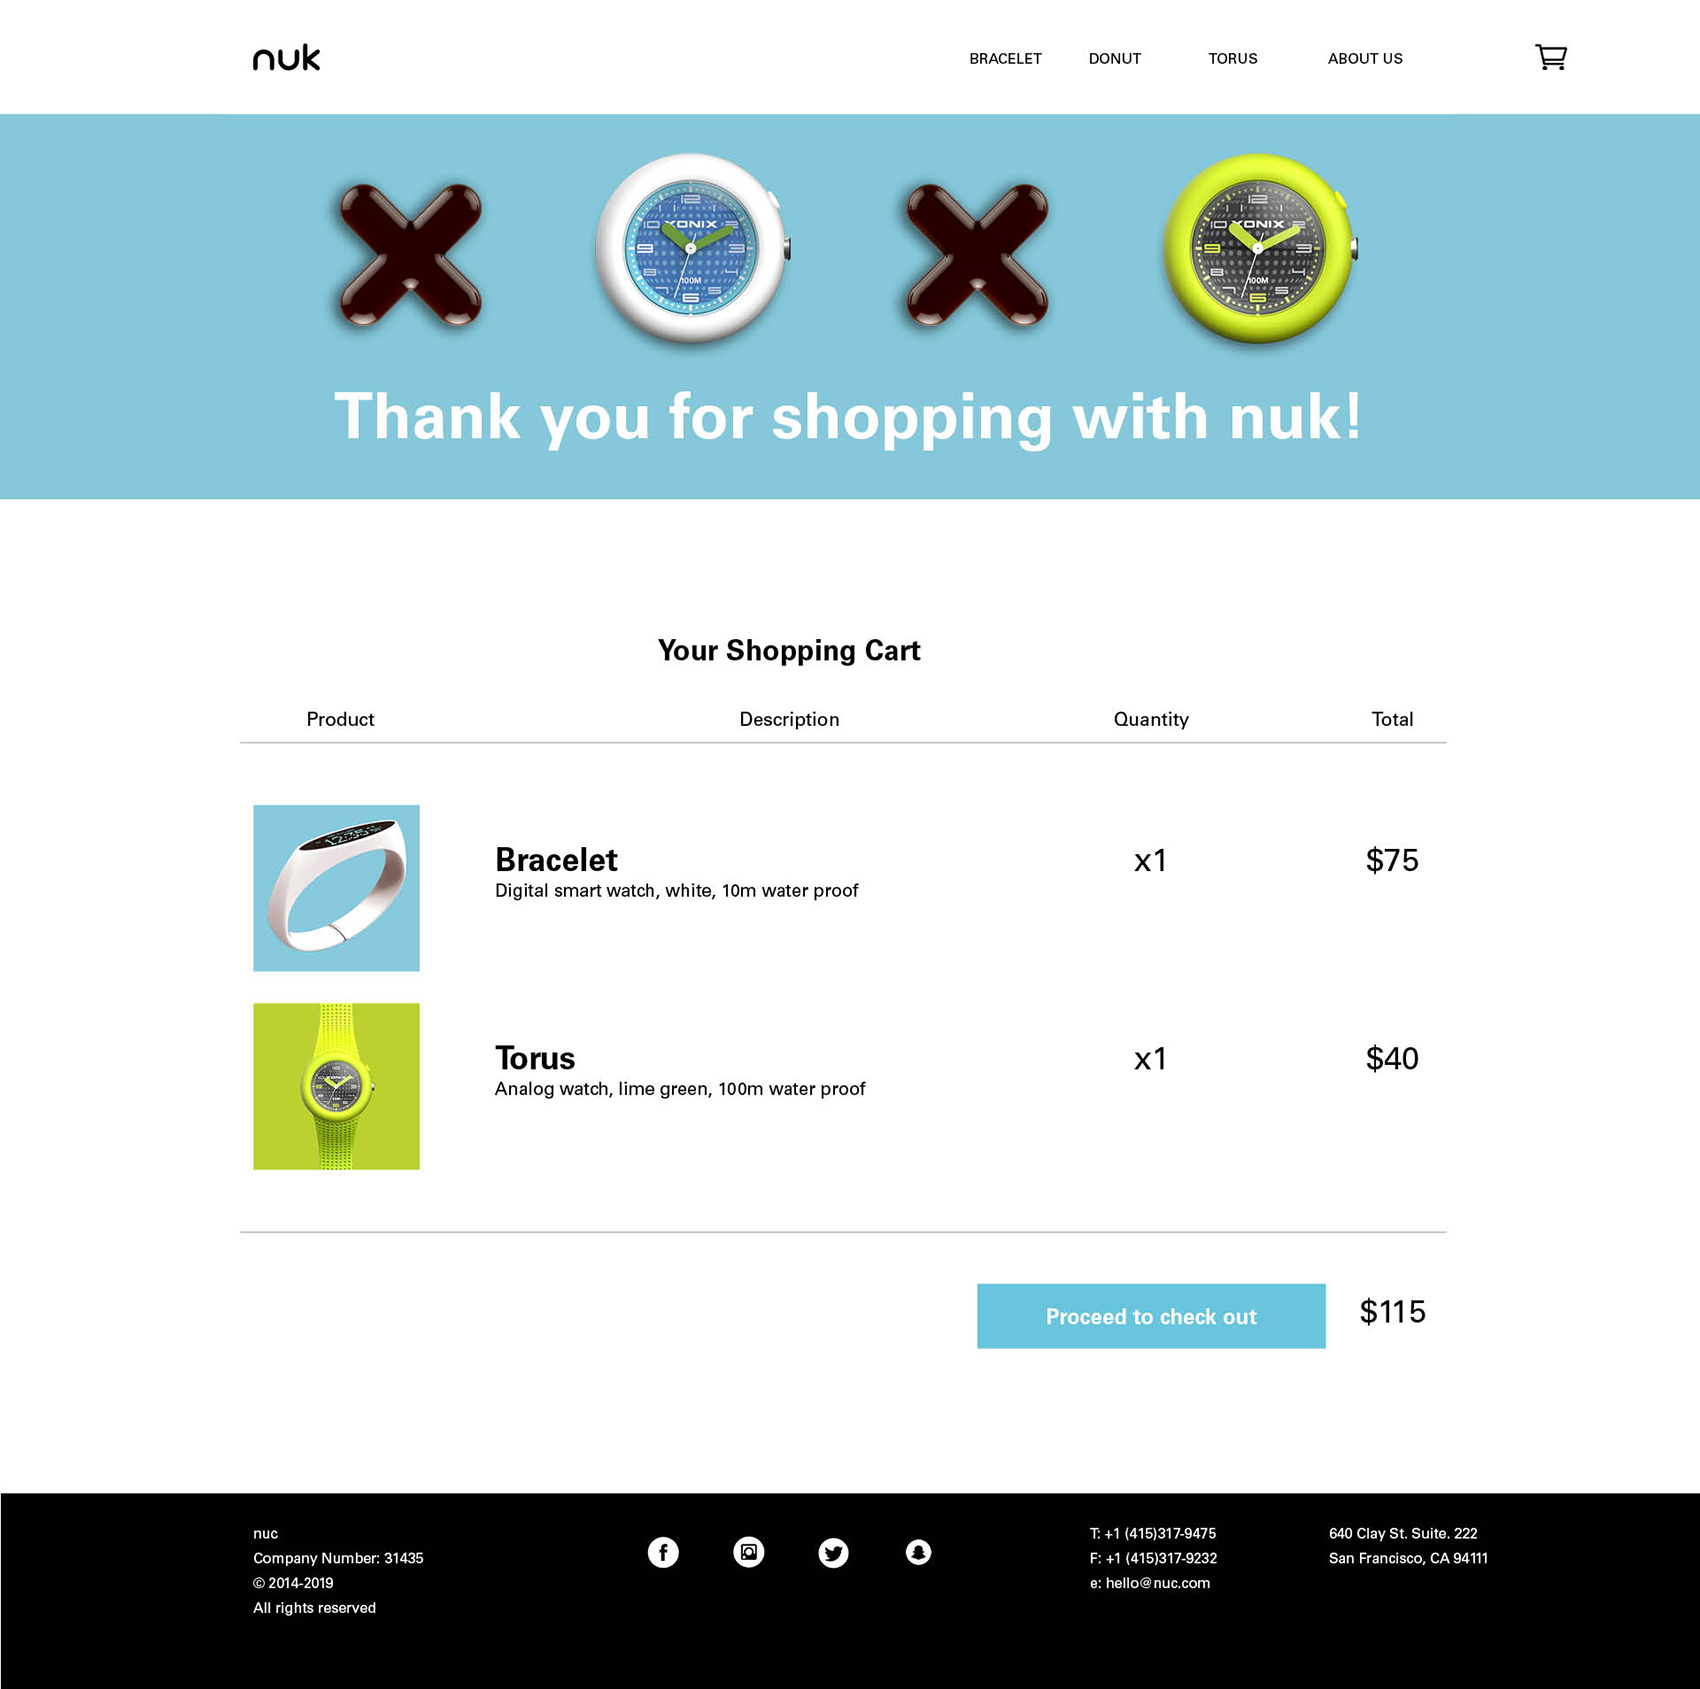 nuk
BRACELET DONUT TORUS ABOUT US
XONIX
100M
XONIX
100M
Thank you for shopping with nuk!
Your Shopping Cart
Product Description Quantity Total
Bracelet x1 $75
Digital smart watch, white, 10m water proof
Torus x1 $40
Analog watch, lime green, 100m water proof
Proceed to check out $115
nuc
Company Number: 31435
© 2014-2019
All rights reserved
T: +1 (415)317-9475
F: +1 (415)317-9232
e: hello@nuc.com
640 Clay St. Suite. 222
San Francisco, CA 94111